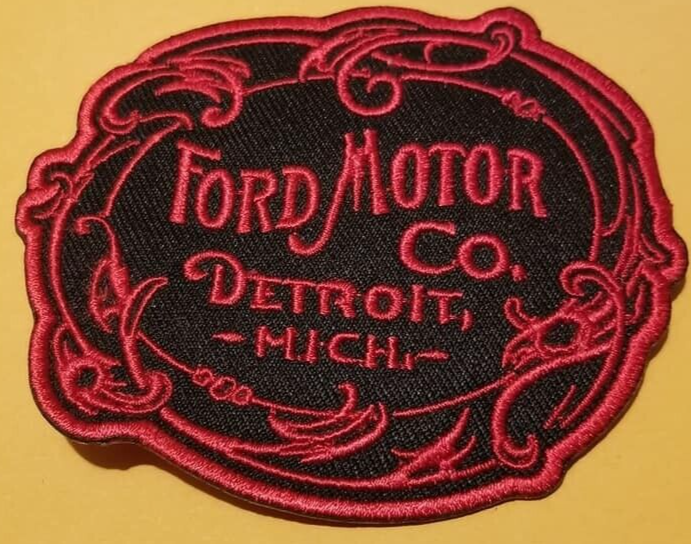 FORD MOTOR
Co.
DETROIT,
- MICH. -